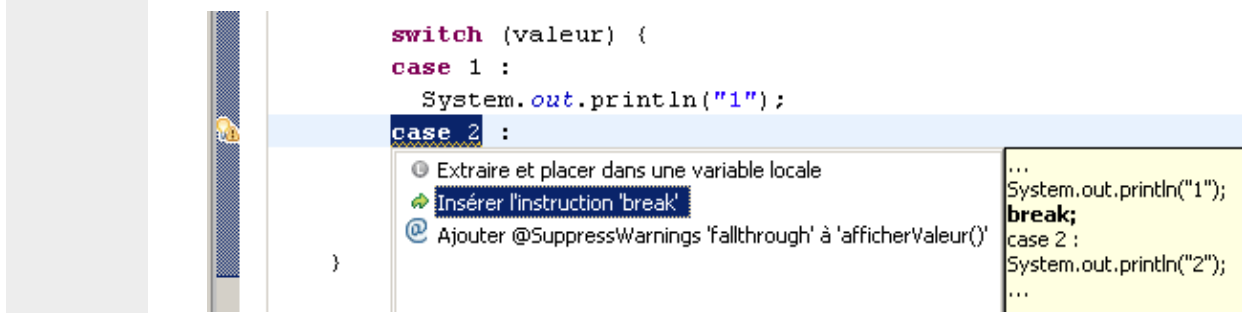 switch (valeur) {
case 1 :
System.out.println("1");
case 2 :
Extraire et placer dans une variable locale
Insérer l'instruction 'break'
Ajouter @SuppressWarnings 'fallthrough' à 'afficherValeur()'
}
...
System.out.println("1");
break;
case 2 :
System.out.println("2");
...